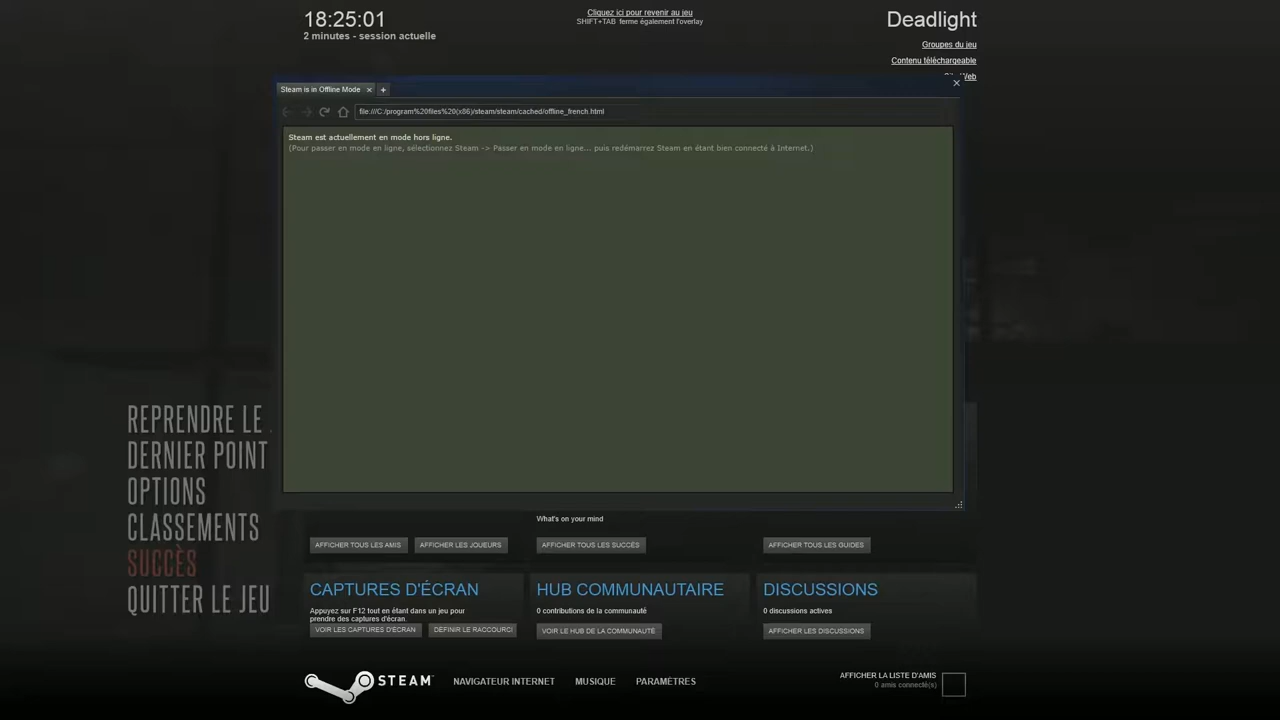 18:25:01
2 minutes - session actuelle
Cliquez ici pour revenir au jeu
SHIFT+TAB ferme également l'overlay
Deadlight
Groupes du jeu
Contenu téléchargeable
Web
Steam is in Offline Mode
file:///C:/program%20files%20(x86)/steam/steam/cached/offline_french.html
Steam est actuellement en mode hors ligne.
(Pour passer en mode en ligne, sélectionnez Steam -> Passer en mode en ligne... puis redémarrez Steam en étant bien connecté à Internet.)
REPRENDRE LE
DERNIER POINT
OPTIONS
CLASSEMENTS
SUCCÈS
QUITTER LE JEU
What's on your mind
AFFICHER TOUS LES AMIS
AFFICHER LES JOUEURS
AFFICHER TOUS LES SUCCÈS
AFFICHER TOUS LES GUIDES
CAPTURES D'ÉCRAN
Appuyez sur F12 tout en étant dans un jeu pour
prendre des captures d'écran.
VOIR LES CAPTURES D'ÉCRAN
DÉFINIR LE RACCOURCI
HUB COMMUNAUTAIRE
0 contributions de la communauté
VOIR LE HUB DE LA COMMUNAUTÉ
DISCUSSIONS
0 discussions actives
AFFICHER LES DISCUSSIONS
STEAM
NAVIGATEUR INTERNET
MUSIQUE
PARAMÈTRES
AFFICHER LA LISTE D'AMIS
0 amis connecté(s)